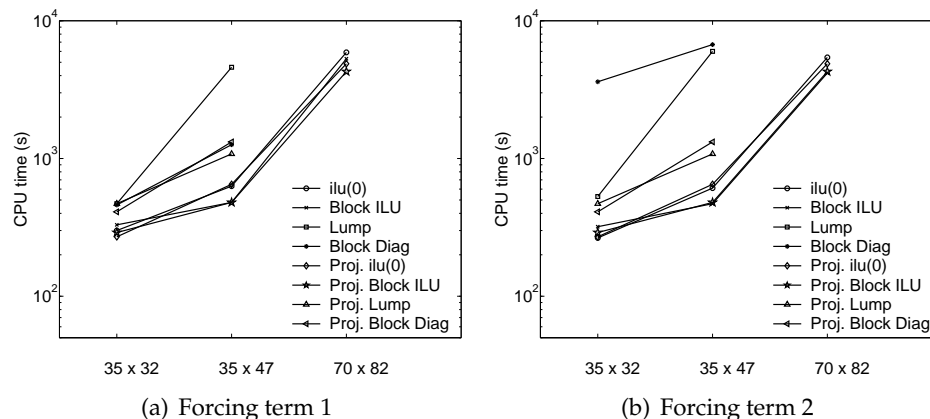 10^4
10^3
10^2
CPU time (s)
ilu(0)
Block ILU
Lump
Block Diag
Proj. ilu(0)
Proj. Block ILU
Proj. Lump
Proj. Block Diag
35 x 32
35 x 47
70 x 82
(a) Forcing term 1
10^4
10^3
10^2
CPU time (s)
ilu(0)
Block ILU
Lump
Block Diag
Proj. ilu(0)
Proj. Block ILU
Proj. Lump
Proj. Block Diag
35 x 32
35 x 47
70 x 82
(b) Forcing term 2